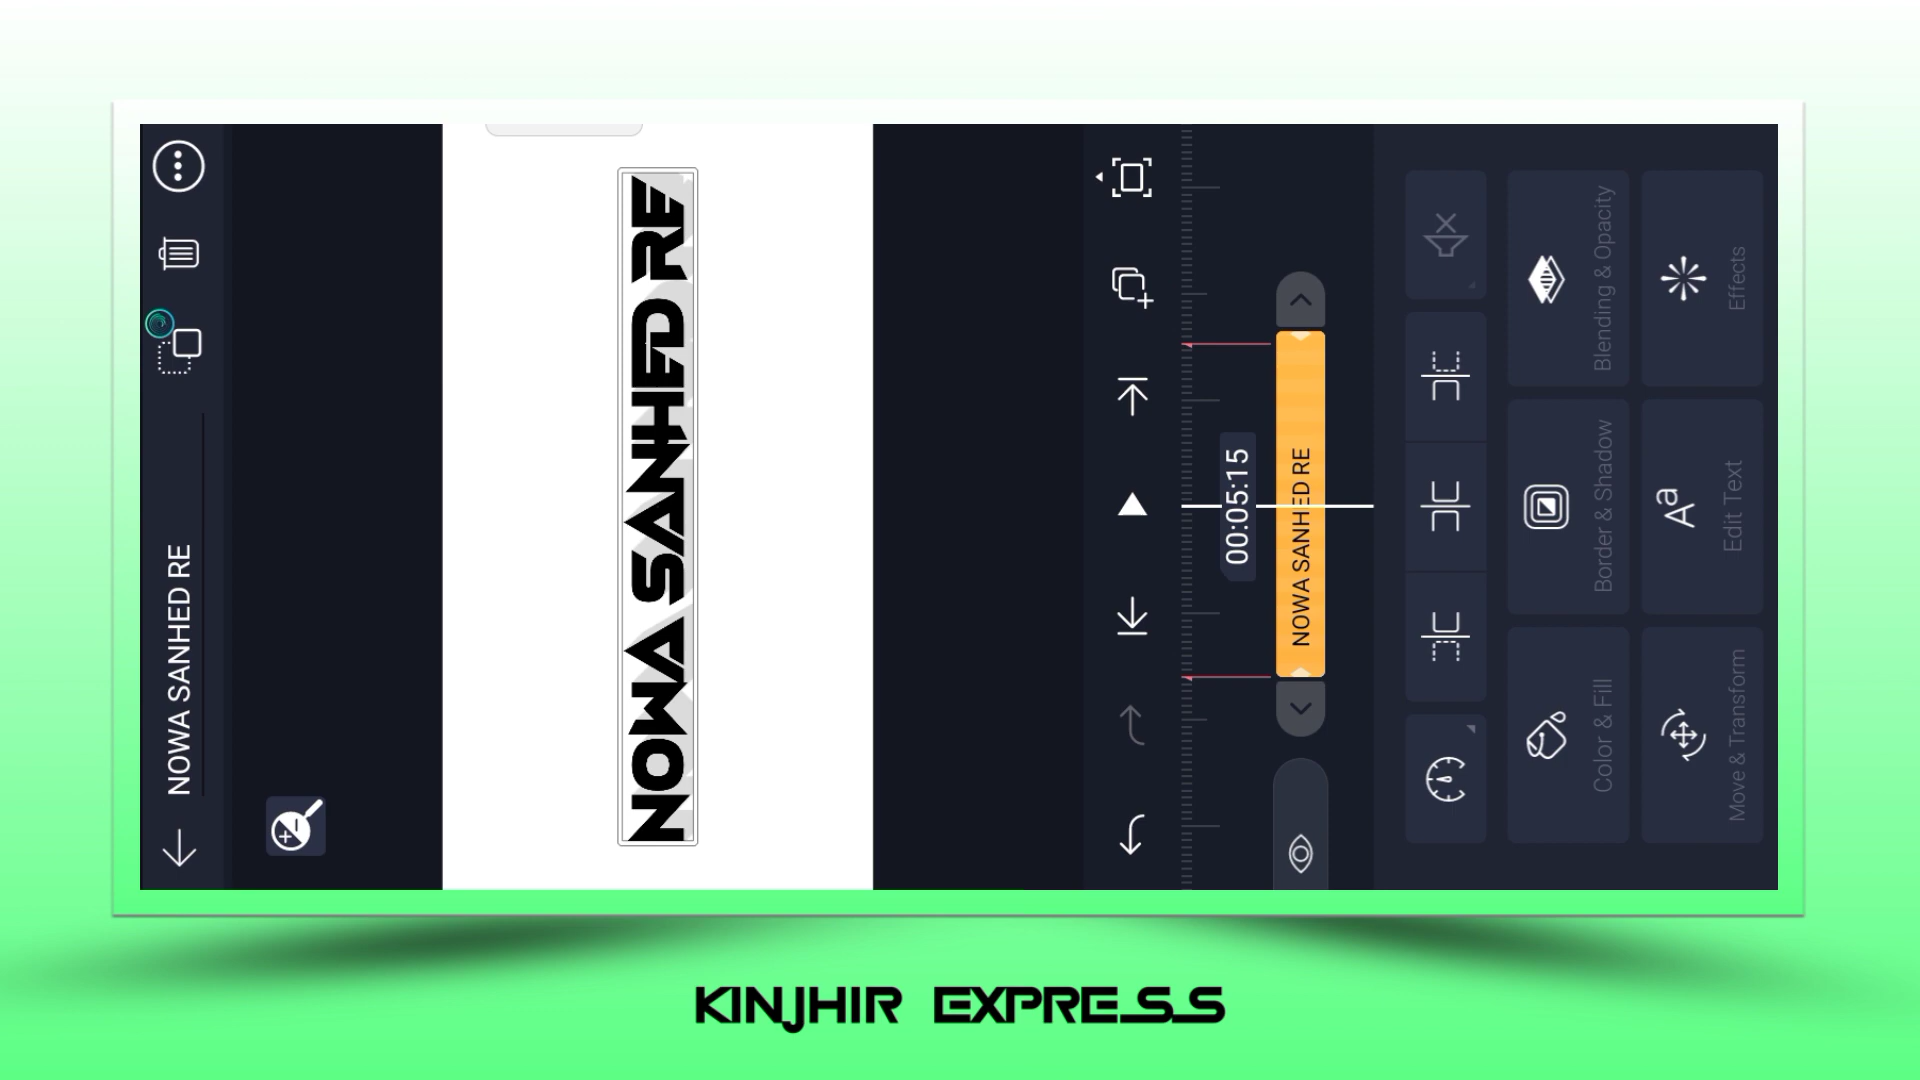 NOWA SANHED RE
NOWA SANHED RE
00:05:15
NOWA SANHED RE
Color & Fill
Border & Shadow
Blending & Opacity
Move & Transform
Aa
Edit Text
Effects
KINJHIR EXPRESS